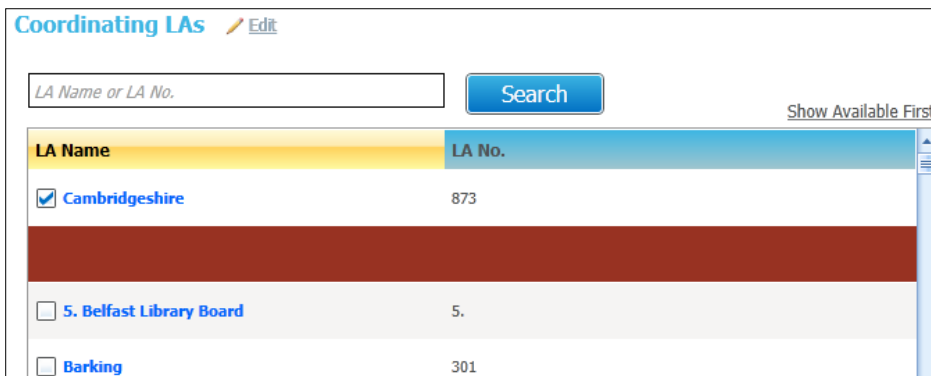 Coordinating LAs Edit
LA Name or LA No. Search
Show Available First
LA Name LA No.
Cambridgeshire 873
5. Belfast Library Board 5.
Barking 301